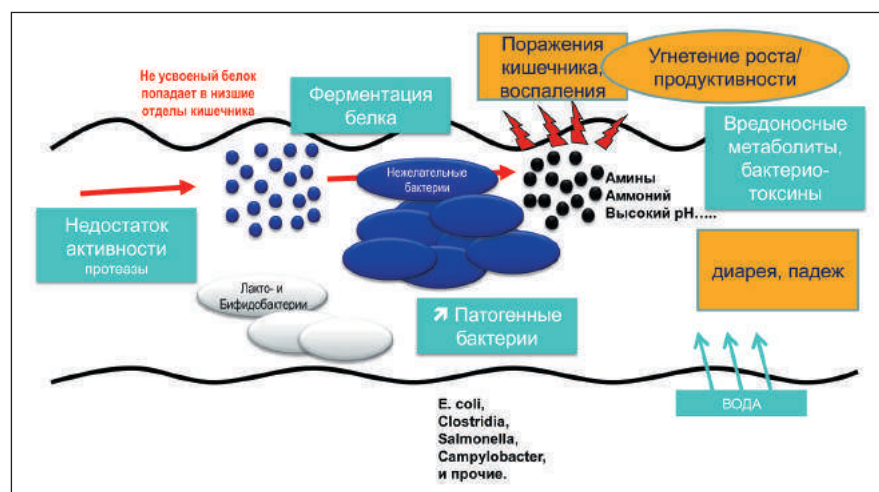 Не усвоеный белок
попадает в низшие
отделы кишечника
Ферментация
белка
Поражения
кишечника,
воспаления
Угнетение роста/
продуктивности
Вредоносные
метаболиты,
бактерио-
токсины
Нежелательные
бактерии
Амины
Аммоний
Высокий рН.....
Недостаток
активности
протеазы
Лакто- и
Бифидобактерии
↗ Патогенные
бактерии
диарея, падеж
ВОДА
E. coli,
Clostridia,
Salmonella,
Campylobacter,
и прочие.